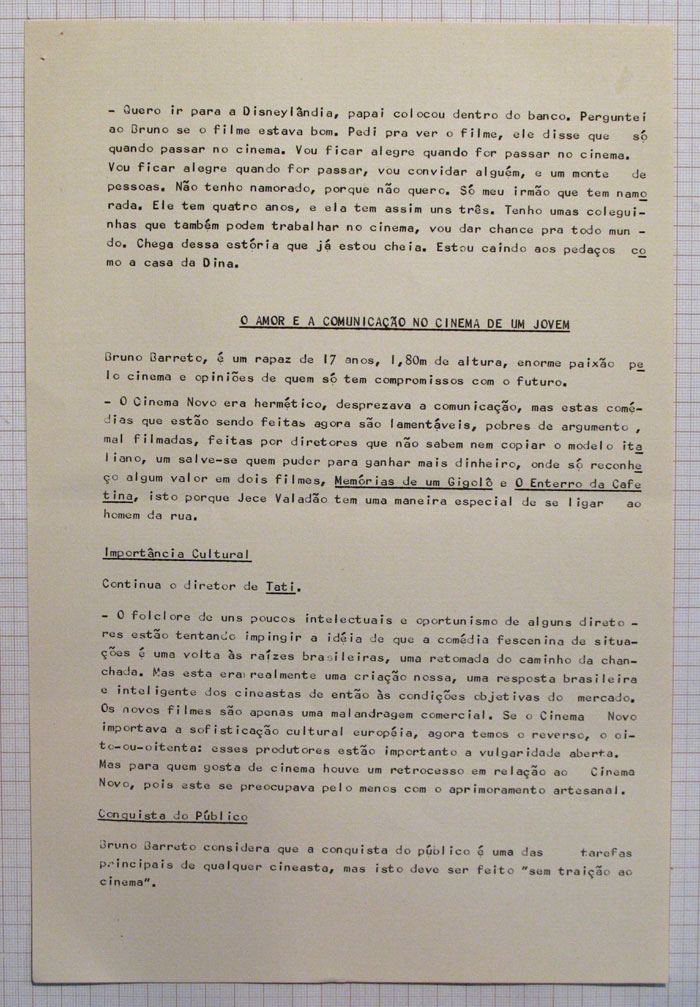 - Quero ir para a Disneylândia, papai colocou dentro do banco. Perguntei
ao Bruno se o filme estava bom. Pedi pra ver o filme, ele disse que só
quando passar no cinema. Vou ficar alegre quando for passar no cinema.
Vou ficar alegre quando for passar, vou convidar alguém, e um monte de
pessoas. Não tenho namorado, porque não quero. Só meu irmão que tem namo
rada. Ele tem quatro anos, e ela tem assim uns três. Tenho umas colegui-
nhas que também podem trabalhar no cinema, vou dar chance pra todo mun -
do. Chega dessa estória que já estou cheia. Estou caindo aos pedaços co
mo a casa da Dina.
O AMOR E A COMUNICAÇÃO NO CINEMA DE UM JOVEM
Bruno Barreto, é um rapaz de 17 anos, 1,80m de altura, enorme paixão pe
lo cinema e opiniões de quem só tem compromissos com o futuro.
- O Cinema Novo era hermético, desprezava a comunicação, mas estas comé-
dias que estão sendo feitas agora são lamentáveis, pobres de argumento ,
mal filmadas, feitas por diretores que não sabem nem copiar o modelo ita
liano, um salve-se quem puder para ganhar mais dinheiro, onde só reconhe
ço algum valor em dois filmes, Memórias de um Gigolô e O Enterro da Cafe
tina, isto porque Jece Valadão tem uma maneira especial de se ligar ao
homem da rua.
Importância Cultural
Continua o diretor de Tati.
- O folclore de uns poucos intelectuais e oportunismo de alguns direto -
res estão tentando impingir a idéia de que a comédia fescenina de situa-
ções é uma volta às raízes brasileiras, uma retomada do caminho da chan-
chada. Mas esta era realmente uma criação nossa, uma resposta brasileira
e inteligente dos cineastas de então às condições objetivas do mercado.
Os novos filmes são apenas uma malandragem comercial. Se o Cinema Novo
importava a sofisticação cultural européia, agora temos o reverso, o oi-
to-ou-oitenta: esses produtores estão importanto a vulgaridade aberta.
Mas para quem gosta de cinema houve um retrocesso em relação ao Cinema
Novo, pois este se preocupava pelo menos com o aprimoramento artesanal.
Conquista do Público
Bruno Barreto considera que a conquista do público é uma das tarefas
principais de qualquer cineasta, mas isto deve ser feito "sem traição ao
cinema".